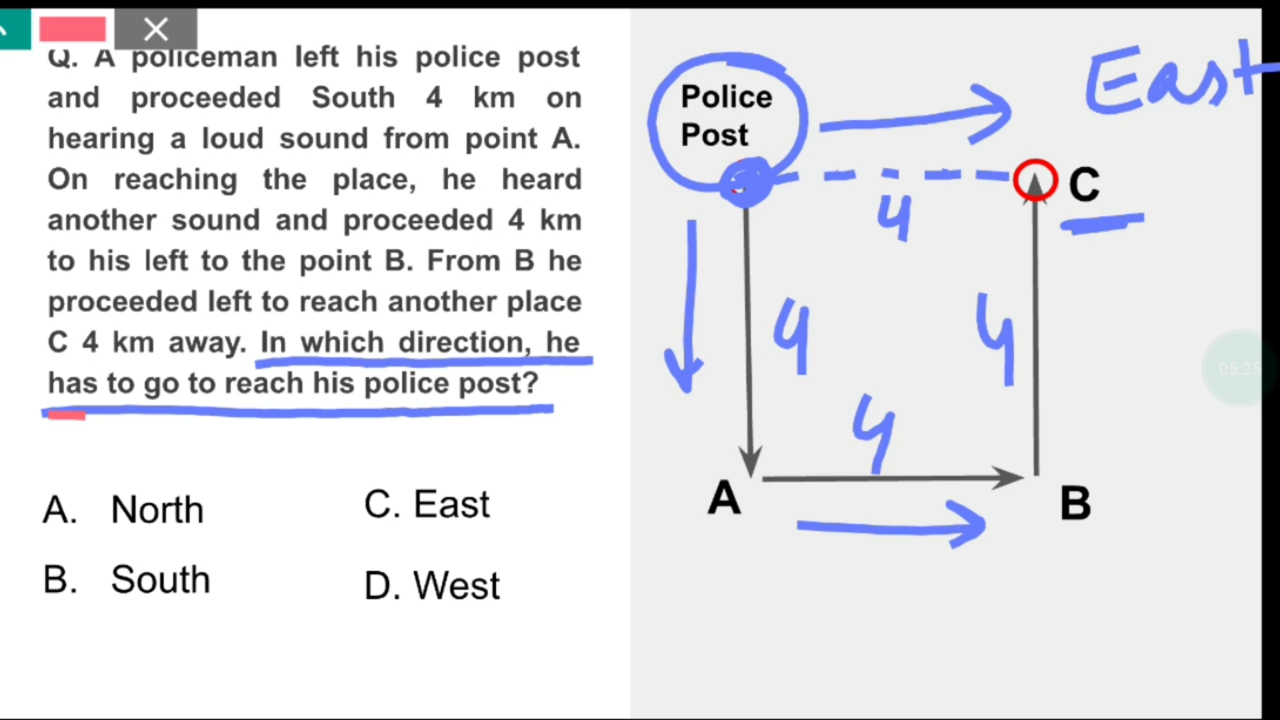 Q. A policeman left his police post
and proceeded South 4 km on
hearing a loud sound from point A.
On reaching the place, he heard
another sound and proceeded 4 km
to his left to the point B. From B he
proceeded left to reach another place
C 4 km away. In which direction, he
has to go to reach his police post?
A. North
C. East
B. South
D. West
Police
Post
East
C
4
4
4
4
A
B
05:25